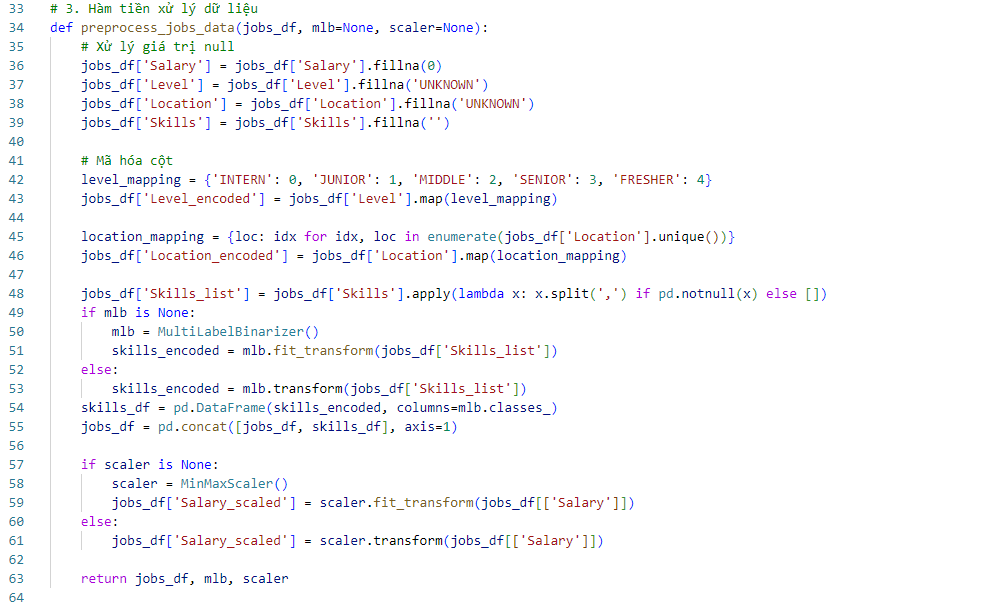 33 # 3. Hàm tiền xử lý dữ liệu
34 def preprocess_jobs_data(jobs_df, mlb=None, scaler=None):
35     # Xử lý giá trị null
36     jobs_df['Salary'] = jobs_df['Salary'].fillna(0)
37     jobs_df['Level'] = jobs_df['Level'].fillna('UNKNOWN')
38     jobs_df['Location'] = jobs_df['Location'].fillna('UNKNOWN')
39     jobs_df['Skills'] = jobs_df['Skills'].fillna('')
40
41     # Mã hóa cột
42     level_mapping = {'INTERN': 0, 'JUNIOR': 1, 'MIDDLE': 2, 'SENIOR': 3, 'FRESHER': 4}
43     jobs_df['Level_encoded'] = jobs_df['Level'].map(level_mapping)
44
45     location_mapping = {loc: idx for idx, loc in enumerate(jobs_df['Location'].unique())}
46     jobs_df['Location_encoded'] = jobs_df['Location'].map(location_mapping)
47
48     jobs_df['Skills_list'] = jobs_df['Skills'].apply(lambda x: x.split(',') if pd.notnull(x) else [])
49     if mlb is None:
50         mlb = MultiLabelBinarizer()
51         skills_encoded = mlb.fit_transform(jobs_df['Skills_list'])
52     else:
53         skills_encoded = mlb.transform(jobs_df['Skills_list'])
54     skills_df = pd.DataFrame(skills_encoded, columns=mlb.classes_)
55     jobs_df = pd.concat([jobs_df, skills_df], axis=1)
56
57     if scaler is None:
58         scaler = MinMaxScaler()
59         jobs_df['Salary_scaled'] = scaler.fit_transform(jobs_df[['Salary']])
60     else:
61         jobs_df['Salary_scaled'] = scaler.transform(jobs_df[['Salary']])
62
63     return jobs_df, mlb, scaler
64